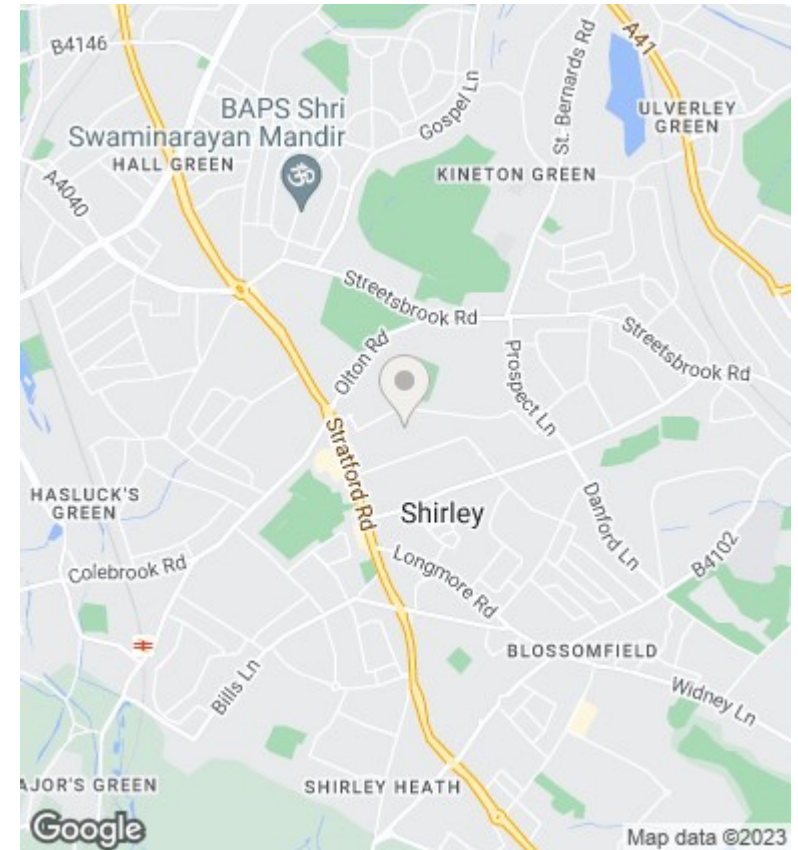 B4146
A41
BAPS Shri
Swaminarayan Mandir
HALL GREEN
Gospel Ln
St. Bernards Rd
ULVERLEY
GREEN
KINETON GREEN
A4040
Streetsbrook Rd
Olton Rd
Prospect Ln
Streetsbrook Rd
Stratford Rd
HASLUCK'S
GREEN
Shirley
Danford Ln
Colebrook Rd
Longmore Rd
B4102
BLOSSOMFIELD
Bills Ln
Widney Ln
AJOR'S GREEN
SHIRLEY HEATH
Google
Map data ©2023